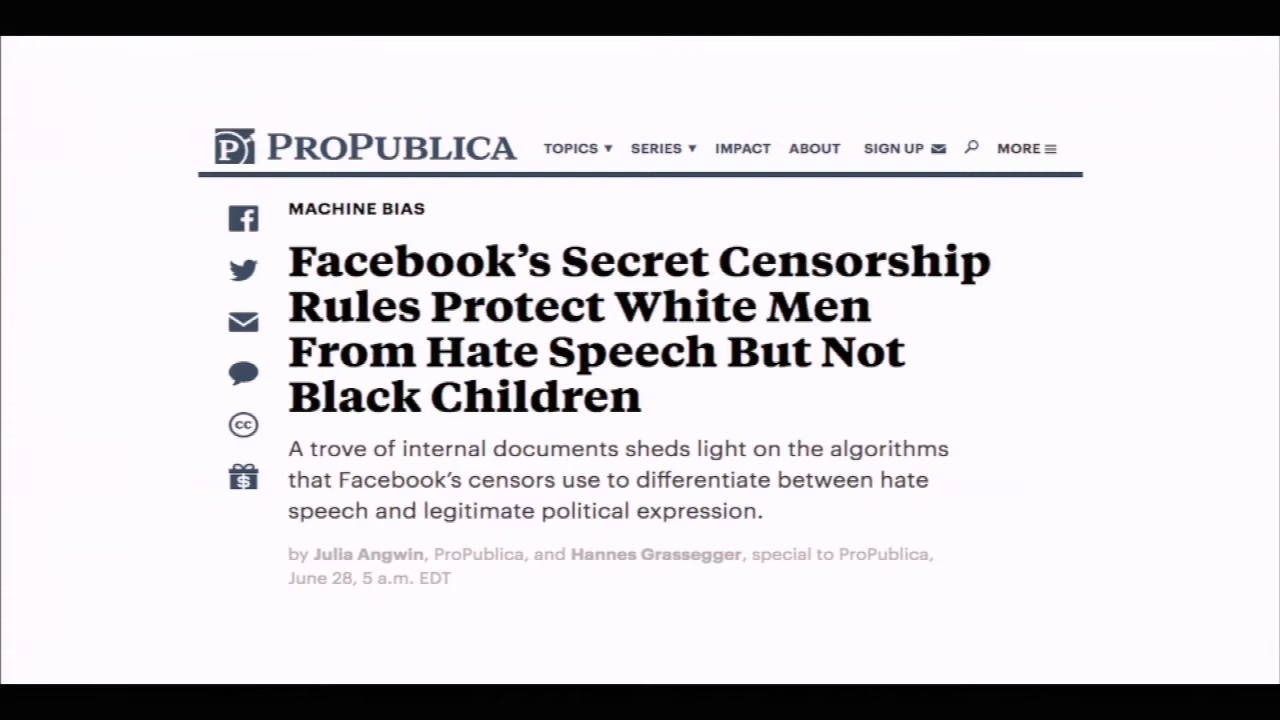 PROPUBLICA TOPICS ▼ SERIES ▼ IMPACT ABOUT SIGN UP MORE
MACHINE BIAS
Facebook’s Secret Censorship
Rules Protect White Men
From Hate Speech But Not
Black Children
A trove of internal documents sheds light on the algorithms
that Facebook’s censors use to differentiate between hate
speech and legitimate political expression.
by Julia Angwin, ProPublica, and Hannes Grassegger, special to ProPublica,
June 28, 5 a.m. EDT